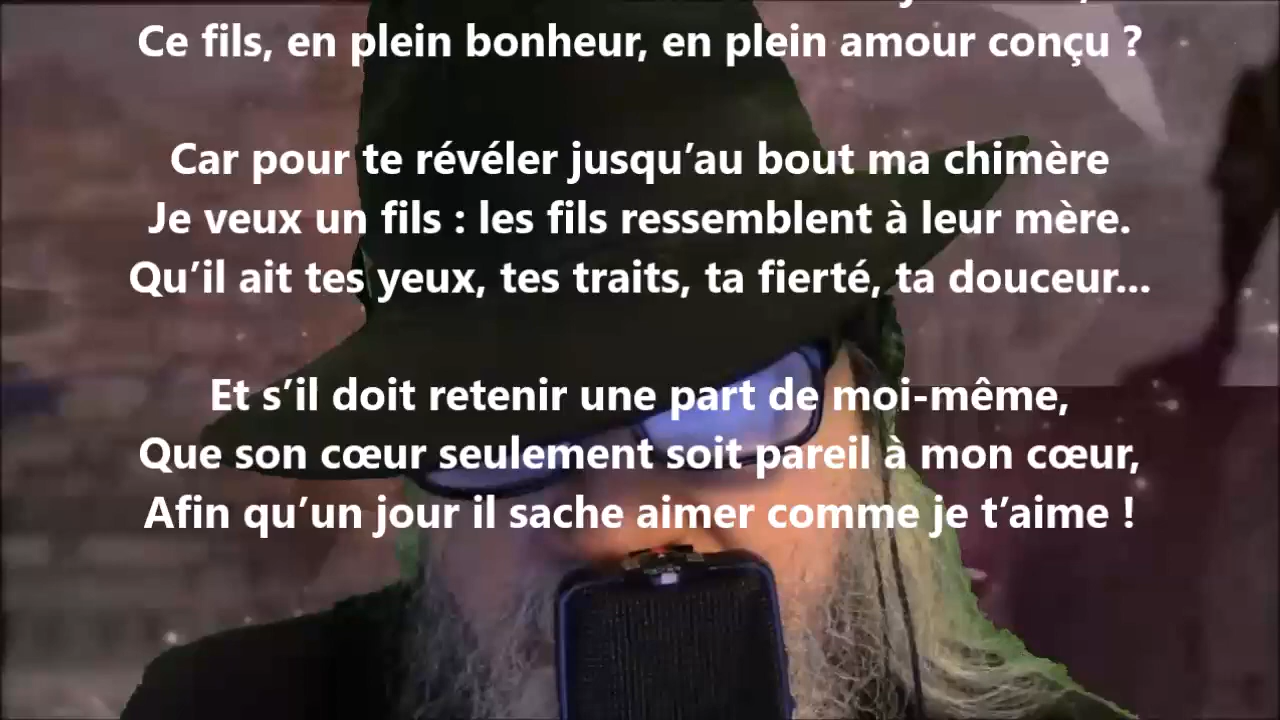 Ce fils, en plein bonheur, en plein amour conçu ?
Car pour te révéler jusqu’au bout ma chimère
Je veux un fils : les fils ressemblent à leur mère.
Qu’il ait tes yeux, tes traits, ta fierté, ta douceur...
Et s’il doit retenir une part de moi-même,
Que son cœur seulement soit pareil à mon cœur,
Afin qu’un jour il sache aimer comme je t’aime !